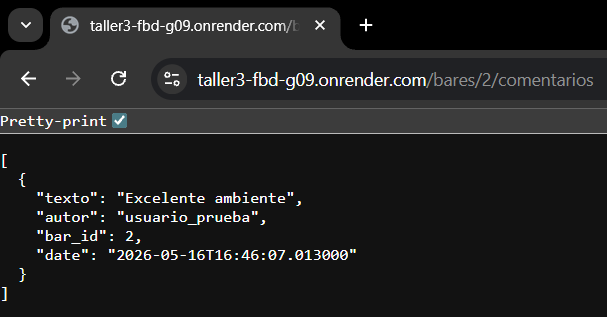 taller3-fbd-g09.onrender.com/b
taller3-fbd-g09.onrender.com/bares/2/comentarios
Pretty-print
[
  {
    "texto": "Excelente ambiente",
    "autor": "usuario_prueba",
    "bar_id": 2,
    "date": "2026-05-16T16:46:07.013000"
  }
]